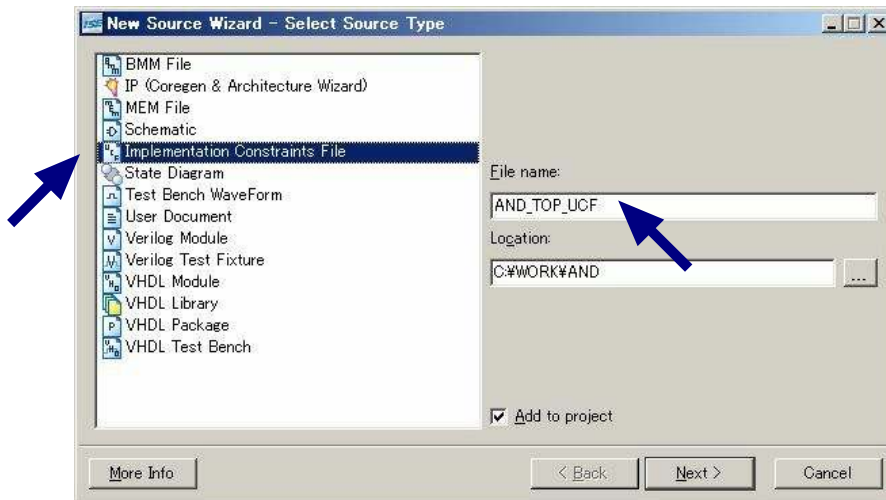 New Source Wizard - Select Source Type
BMM File
IP (Coregen & Architecture Wizard)
MEM File
Schematic
Implementation Constraints File
State Diagram
Test Bench WaveForm
User Document
Verilog Module
Verilog Test Fixture
VHDL Module
VHDL Library
VHDL Package
VHDL Test Bench
File name:
AND_TOP_UCF
Location:
C:¥WORK¥AND
...
Add to project
More Info
< Back
Next >
Cancel